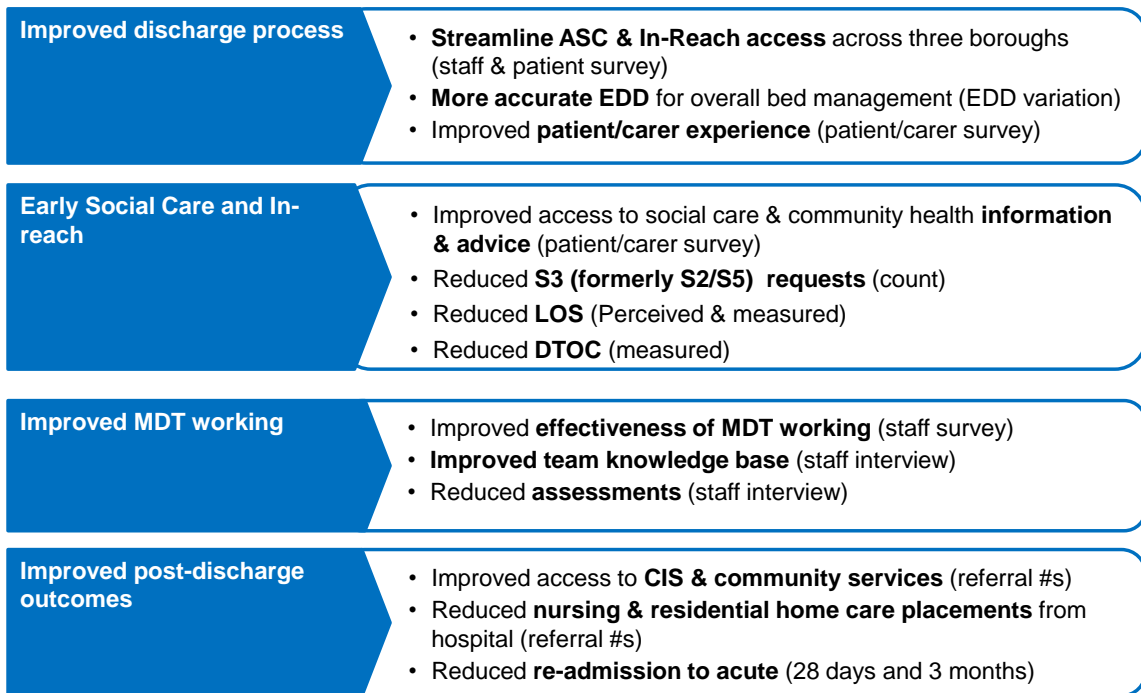 Improved discharge process
• Streamline ASC & In-Reach access across three boroughs
(staff & patient survey)
• More accurate EDD for overall bed management (EDD variation)
• Improved patient/carer experience (patient/carer survey)
Early Social Care and In-
reach
• Improved access to social care & community health information
& advice (patient/carer survey)
• Reduced S3 (formerly S2/S5) requests (count)
• Reduced LOS (Perceived & measured)
• Reduced DTOC (measured)
Improved MDT working
• Improved effectiveness of MDT working (staff survey)
• Improved team knowledge base (staff interview)
• Reduced assessments (staff interview)
Improved post-discharge
outcomes
• Improved access to CIS & community services (referral #s)
• Reduced nursing & residential home care placements from
hospital (referral #s)
• Reduced re-admission to acute (28 days and 3 months)